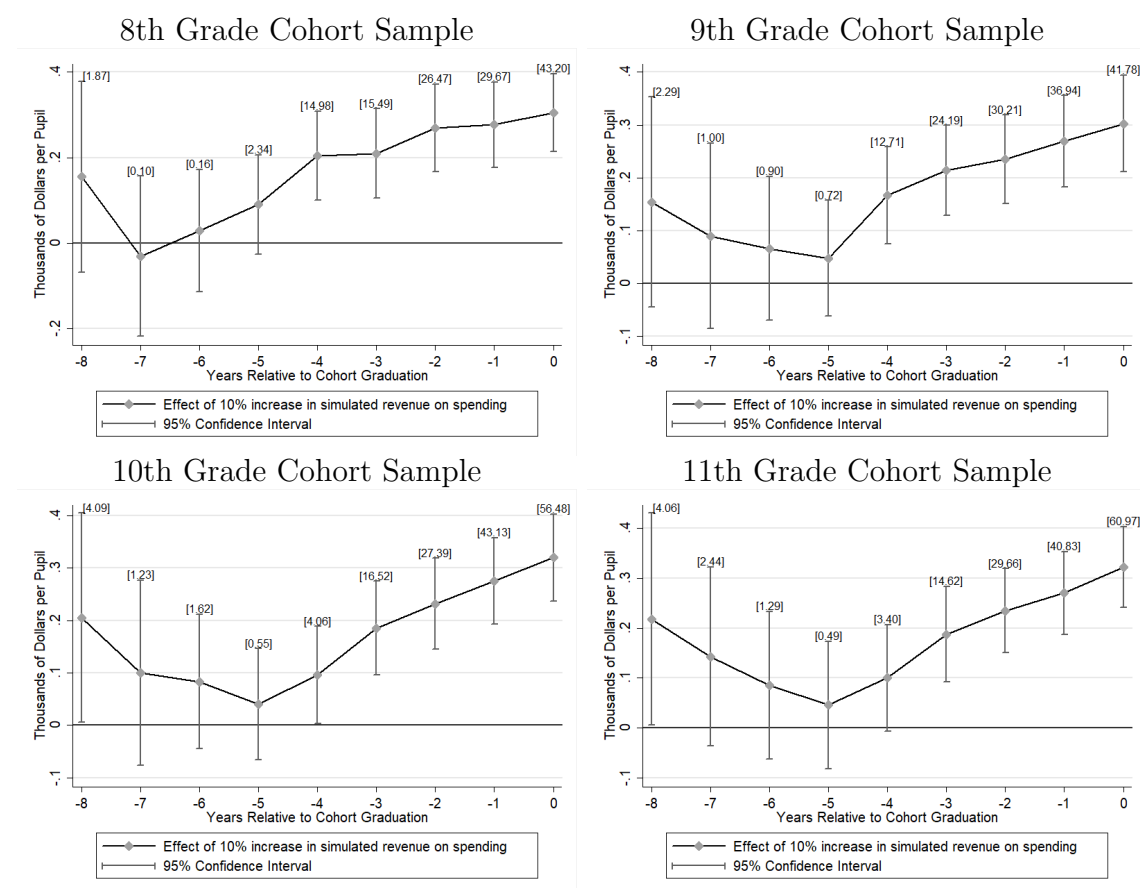 8th Grade Cohort Sample
Thousands of Dollars per Pupil
.4
.2
0
-.2
[1.87]
[0.10]
[0.16]
[2.34]
[14.98]
[15.49]
[26.47]
[29.67]
[43.20]
-8 -7 -6 -5 -4 -3 -2 -1 0
Years Relative to Cohort Graduation
Effect of 10% increase in simulated revenue on spending
95% Confidence Interval
9th Grade Cohort Sample
Thousands of Dollars per Pupil
.4
.3
.2
.1
0
-.1
[2.29]
[1.00]
[0.90]
[0.72]
[12.71]
[24.19]
[30.21]
[36.94]
[41.78]
-8 -7 -6 -5 -4 -3 -2 -1 0
Years Relative to Cohort Graduation
Effect of 10% increase in simulated revenue on spending
95% Confidence Interval
10th Grade Cohort Sample
Thousands of Dollars per Pupil
.4
.3
.2
.1
0
-.1
[4.09]
[1.23]
[1.62]
[0.55]
[4.06]
[16.52]
[27.39]
[43.13]
[56.48]
-8 -7 -6 -5 -4 -3 -2 -1 0
Years Relative to Cohort Graduation
Effect of 10% increase in simulated revenue on spending
95% Confidence Interval
11th Grade Cohort Sample
Thousands of Dollars per Pupil
.4
.3
.2
.1
0
-.1
[4.06]
[2.44]
[1.29]
[0.49]
[3.40]
[14.62]
[29.66]
[40.83]
[60.97]
-8 -7 -6 -5 -4 -3 -2 -1 0
Years Relative to Cohort Graduation
Effect of 10% increase in simulated revenue on spending
95% Confidence Interval